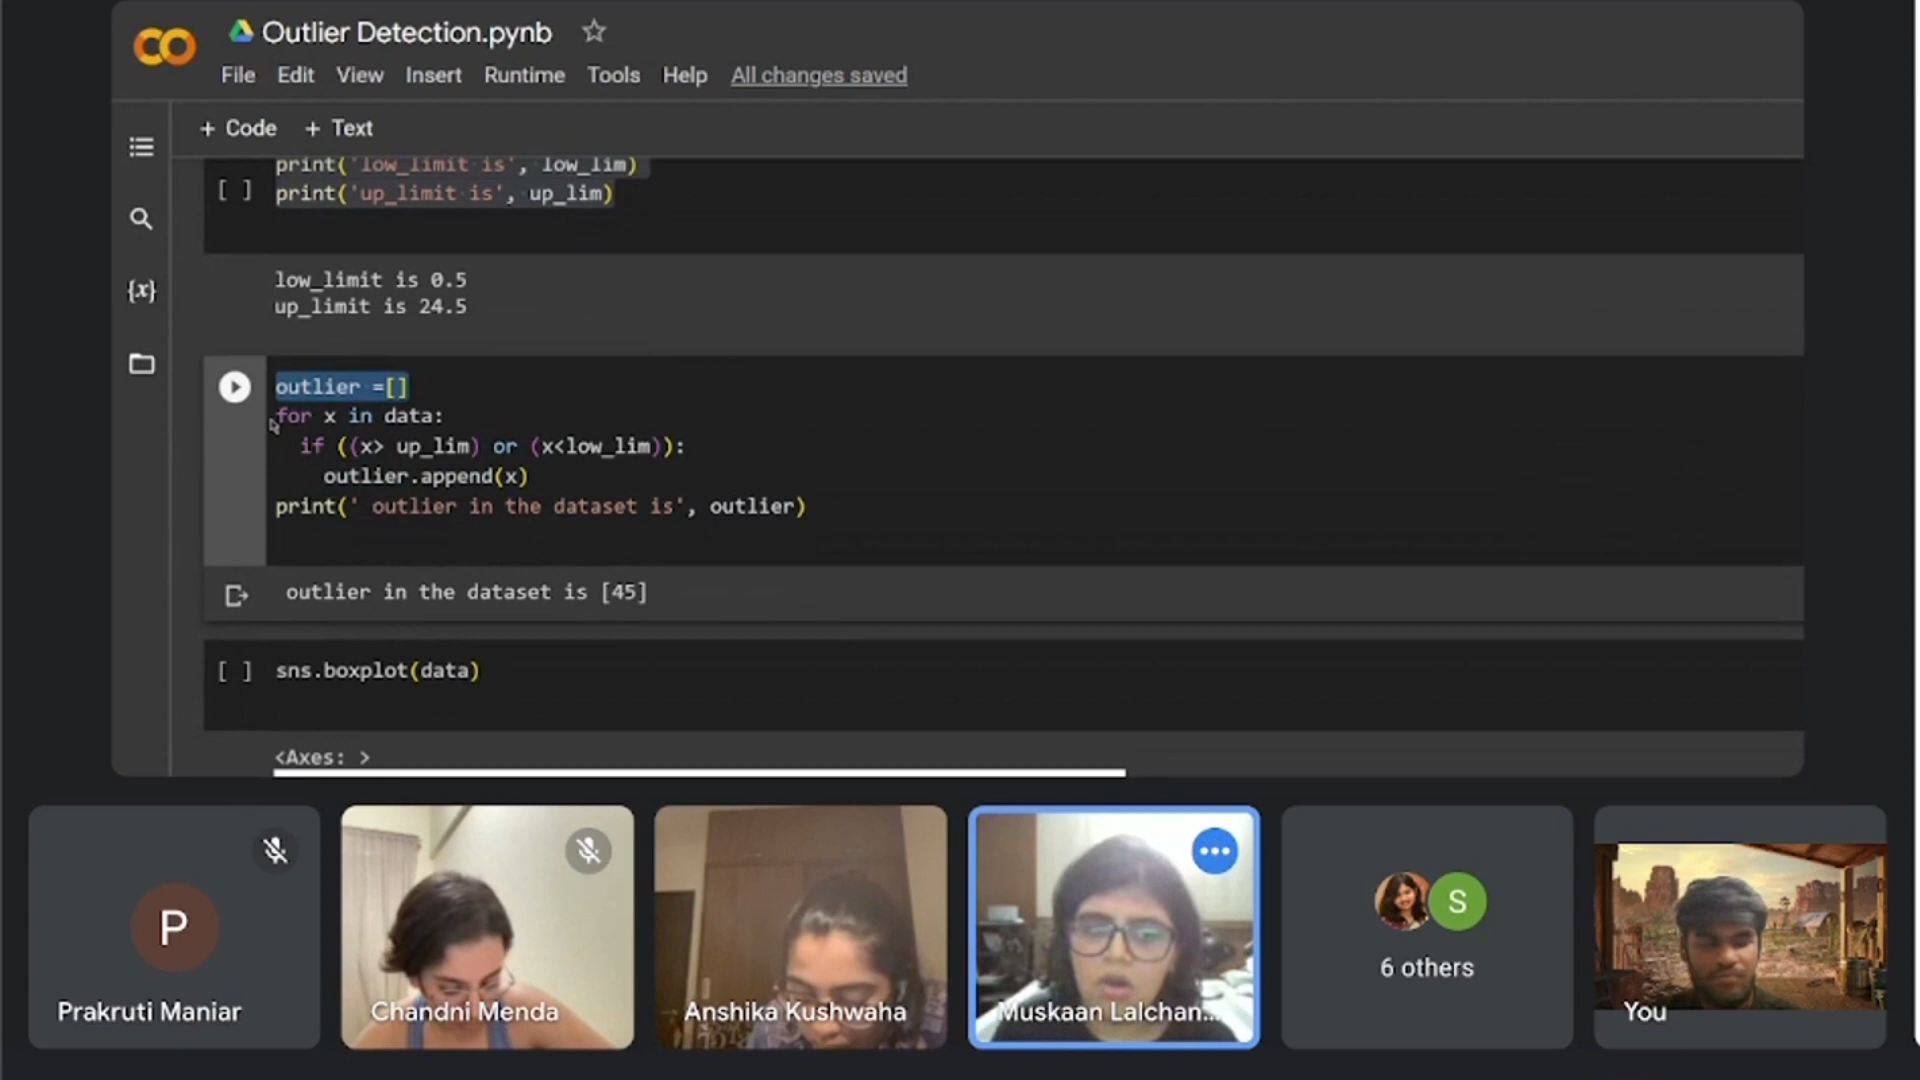 Outlier Detection.pynb
File Edit View Insert Runtime Tools Help All changes saved
+ Code + Text
print('low_limit is', low_lim)
[ ] print('up_limit is', up_lim)
low_limit is 0.5
up_limit is 24.5
{x}
outlier =[]
for x in data:
if ((x> up_lim) or (x<low_lim)):
outlier.append(x)
print(' outlier in the dataset is', outlier)
outlier in the dataset is [45]
[ ] sns.boxplot(data)
<Axes: >
P
Prakruti Maniar
Chandni Menda
Anshika Kushwaha
Muskaan Lalchan...
S
6 others
You